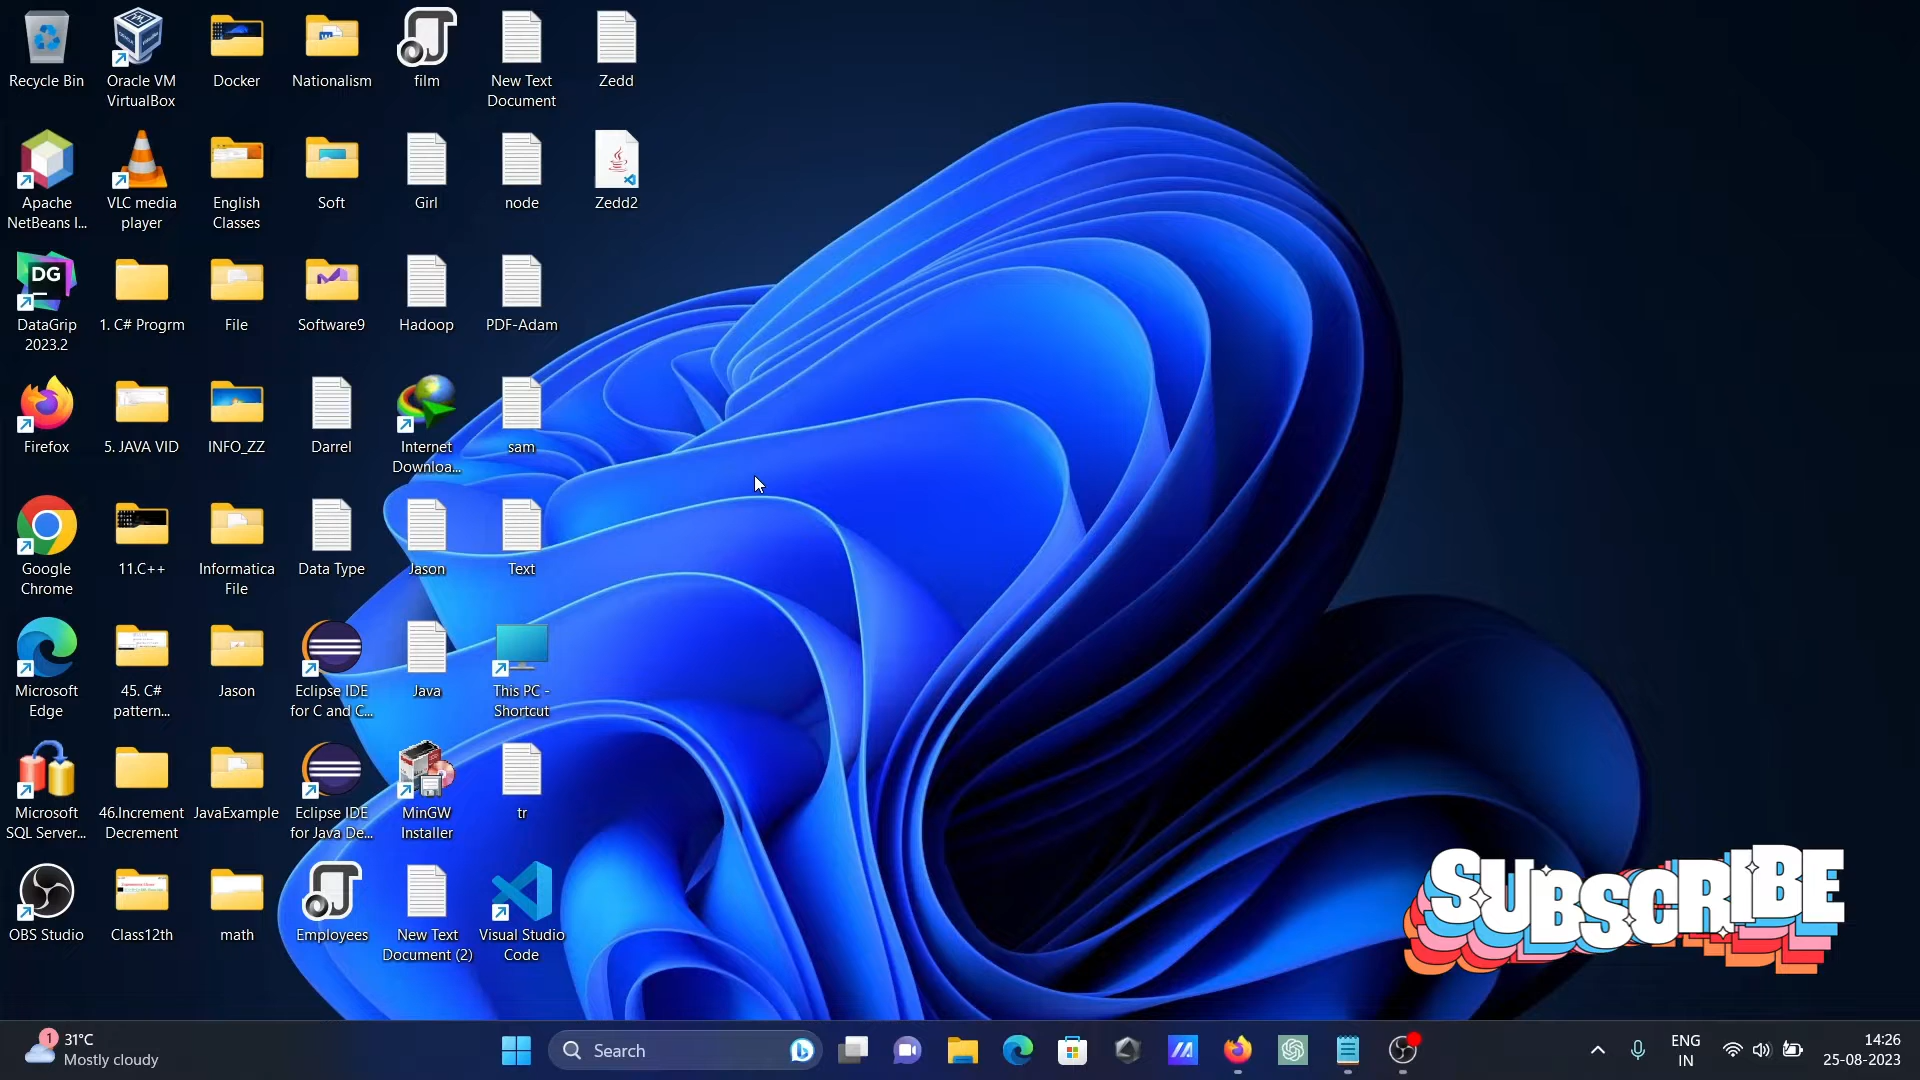 Recycle Bin
Oracle VM
VirtualBox
Docker
Nationalism
film
New Text
Document
Zedd
Apache
NetBeans I...
VLC media
player
English
Classes
Soft
Girl
node
Zedd2
DG
DataGrip
2023.2
1. C# Progrm
File
Software9
Hadoop
PDF-Adam
Firefox
5. JAVA VID
INFO_ZZ
Darrel
Internet
Downloa...
sam
Google
Chrome
11.C++
Informatica
File
Data Type
Jason
Text
Microsoft
Edge
45. C#
pattern...
Jason
Eclipse IDE
for C and C...
Java
This PC -
Shortcut
Microsoft
SQL Server...
46.Increment
Decrement
JavaExample
Eclipse IDE
for Java De...
MinGW
Installer
tr
OBS Studio
Class12th
math
Employees
New Text
Document (2)
Visual Studio
Code
SUBSCRIBE
1
31°C
Mostly cloudy
Search
ENG
IN
14:26
25-08-2023